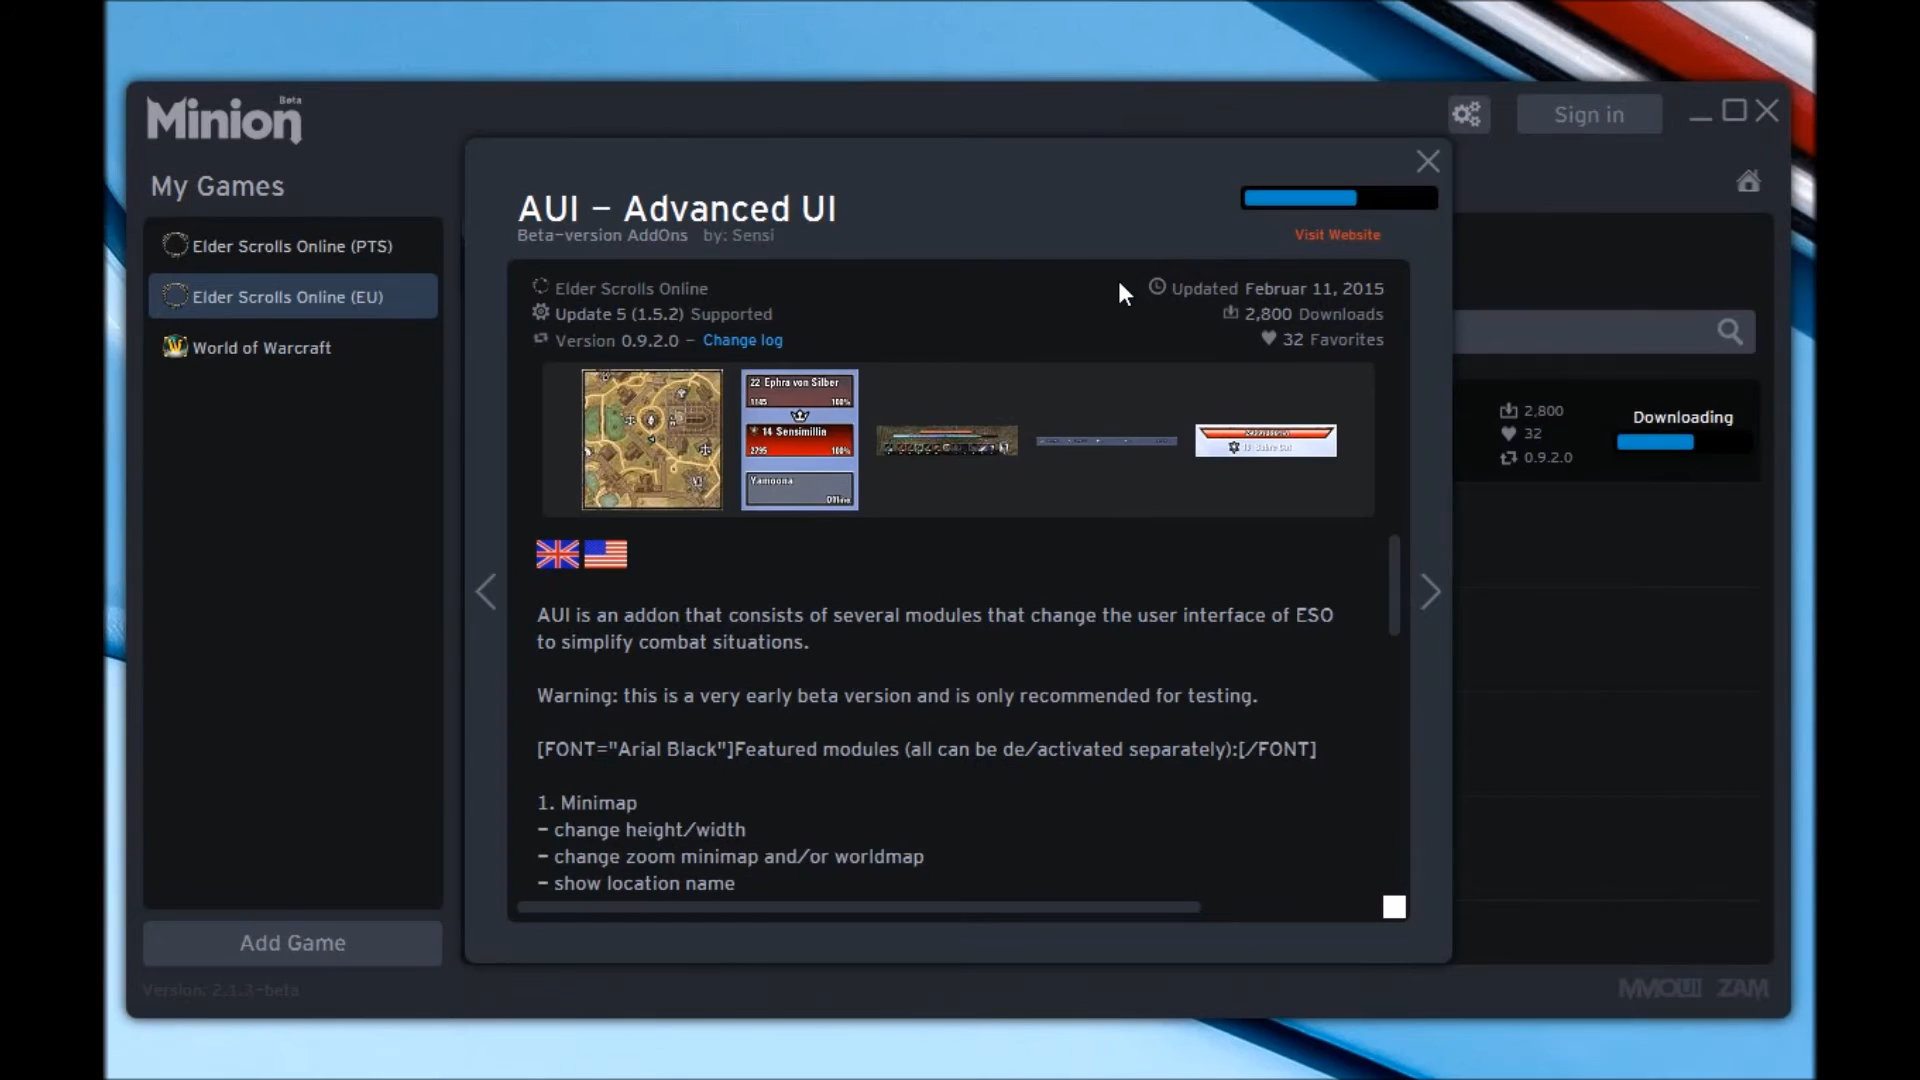 Minion Beta
Sign in
My Games
Elder Scrolls Online (PTS)
Elder Scrolls Online (EU)
World of Warcraft
Add Game
Version: 2.1.3-beta
AUI – Advanced UI
Beta-version AddOns by: Sensi
Visit Website
Elder Scrolls Online
Update 5 (1.5.2) Supported
Version 0.9.2.0 – Change log
Updated Februar 11, 2015
2,800 Downloads
32 Favorites
22 Ephra von Silber
1145 100%
14 Sensimillia
2795 100%
Yamoona
Offline
AUI is an addon that consists of several modules that change the user interface of ESO
to simplify combat situations.
Warning: this is a very early beta version and is only recommended for testing.
[FONT="Arial Black"]Featured modules (all can be de/activated separately):[/FONT]
1. Minimap
– change height/width
– change zoom minimap and/or worldmap
– show location name
2,800
32
0.9.2.0
Downloading
MMOUI ZAM